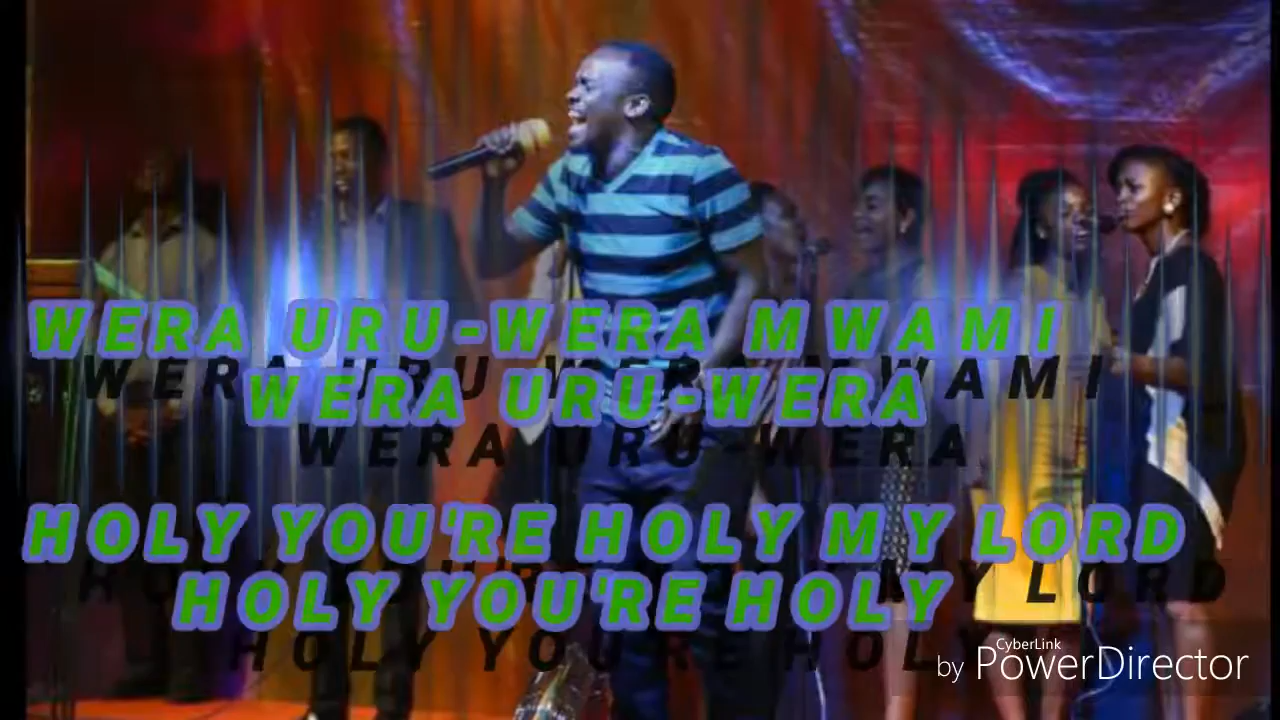 WERA URU-WERA MWAMI
WERA URU-WERA
HOLY YOU'RE HOLY MY LORD
HOLY YOU'RE HOLY
CyberLink
by PowerDirector